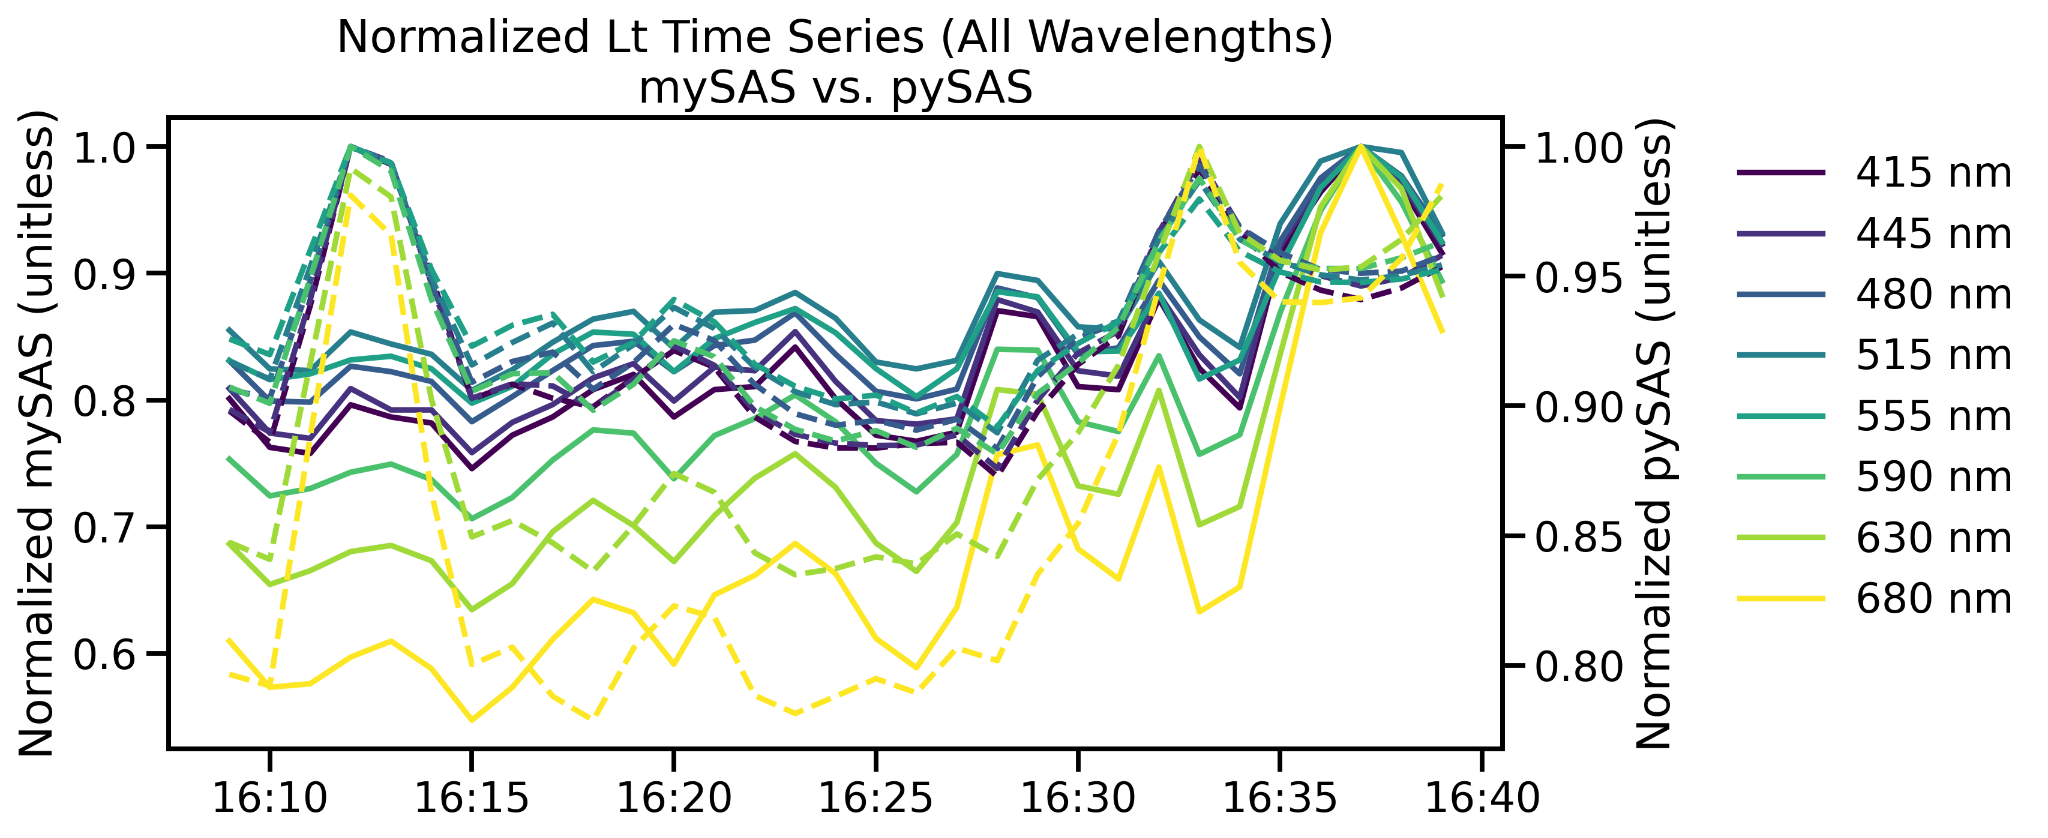 Normalized Lt Time Series (All Wavelengths)
mySAS vs. pySAS
Normalized mySAS (unitless)
1.0
0.9
0.8
0.7
0.6
16:10
16:15
16:20
16:25
16:30
16:35
16:40
1.00
0.95
0.90
0.85
0.80
Normalized pySAS (unitless)
415 nm
445 nm
480 nm
515 nm
555 nm
590 nm
630 nm
680 nm